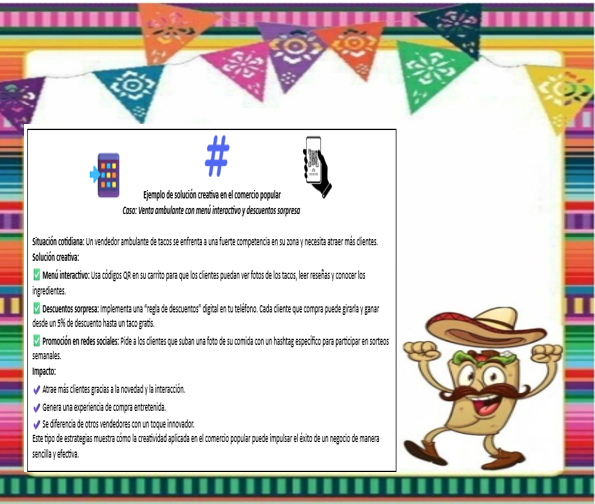 #
Ejemplo de solución creativa en el comercio popular
Caso: Venta ambulante con menú interactivo y descuentos sorpresa
Situación cotidiana: Un vendedor ambulante de tacos se enfrenta a una fuerte competencia en su zona y necesita atraer más clientes.
Solución creativa:
✅ Menú interactivo: Usa códigos QR en su carrito para que los clientes puedan ver fotos de los tacos, leer reseñas y conocer los
ingredientes.
✅ Descuentos sorpresa: Implementa una "regla de descuentos" digital en tu teléfono. Cada cliente que compra puede girarla y ganar
desde un 5% de descuento hasta un taco gratis.
✅ Promoción en redes sociales: Pide a los clientes que suban una foto de su comida con un hashtag específico para participar en sorteos
semanales.
Impacto:
✔ Atrae más clientes gracias a la novedad y la interacción.
✔ Genera una experiencia de compra entretenida.
✔ Se diferencia de otros vendedores con un toque innovador.
Este tipo de estrategias muestra cómo la creatividad aplicada en el comercio popular puede impulsar el éxito de un negocio de manera
sencilla y efectiva.